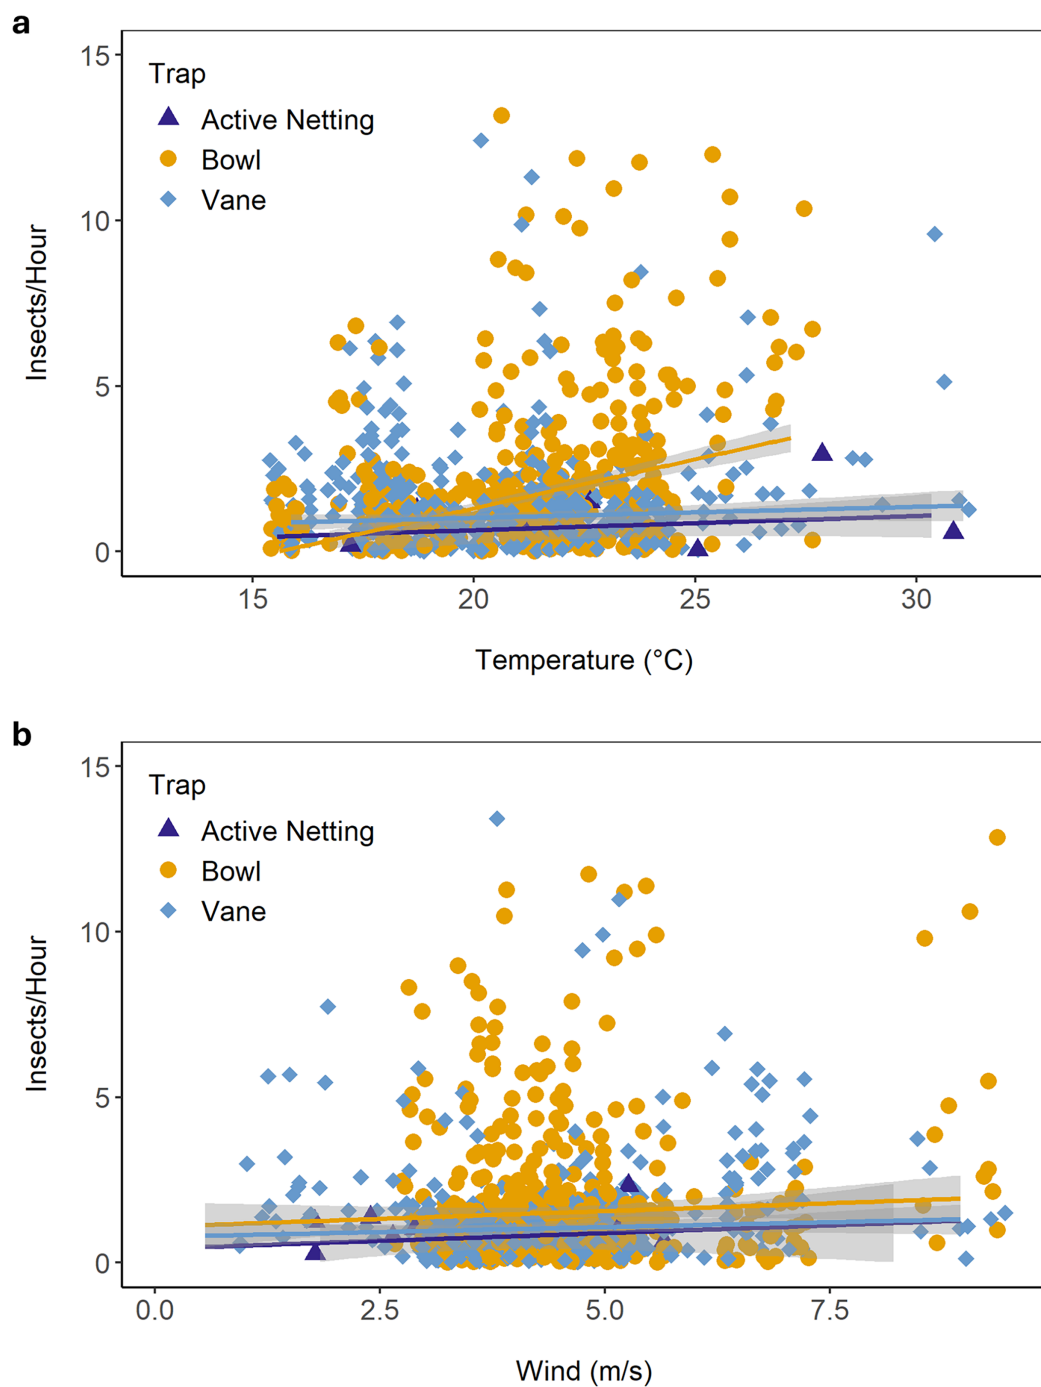 a
15
10
5
0
Insects/Hour
Trap
Active Netting
Bowl
Vane
15 20 25 30
Temperature (°C)
b
15
10
5
0
Insects/Hour
Trap
Active Netting
Bowl
Vane
0.0 2.5 5.0 7.5
Wind (m/s)